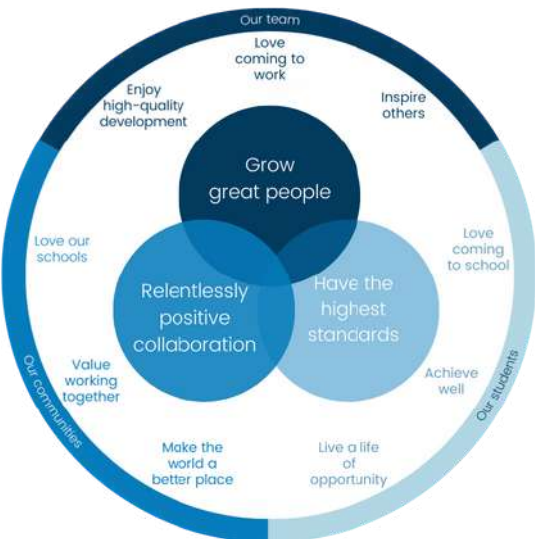 Our team
Love
coming to
work
Enjoy
high-quality
development
Inspire
others
Grow
great people
Love our
schools
Love
coming
to school
Relentlessly
positive
collaboration
Have the
highest
standards
Value
working
together
Achieve
well
Our communities
Our students
Make the
world a
better place
Live a life
of
opportunity